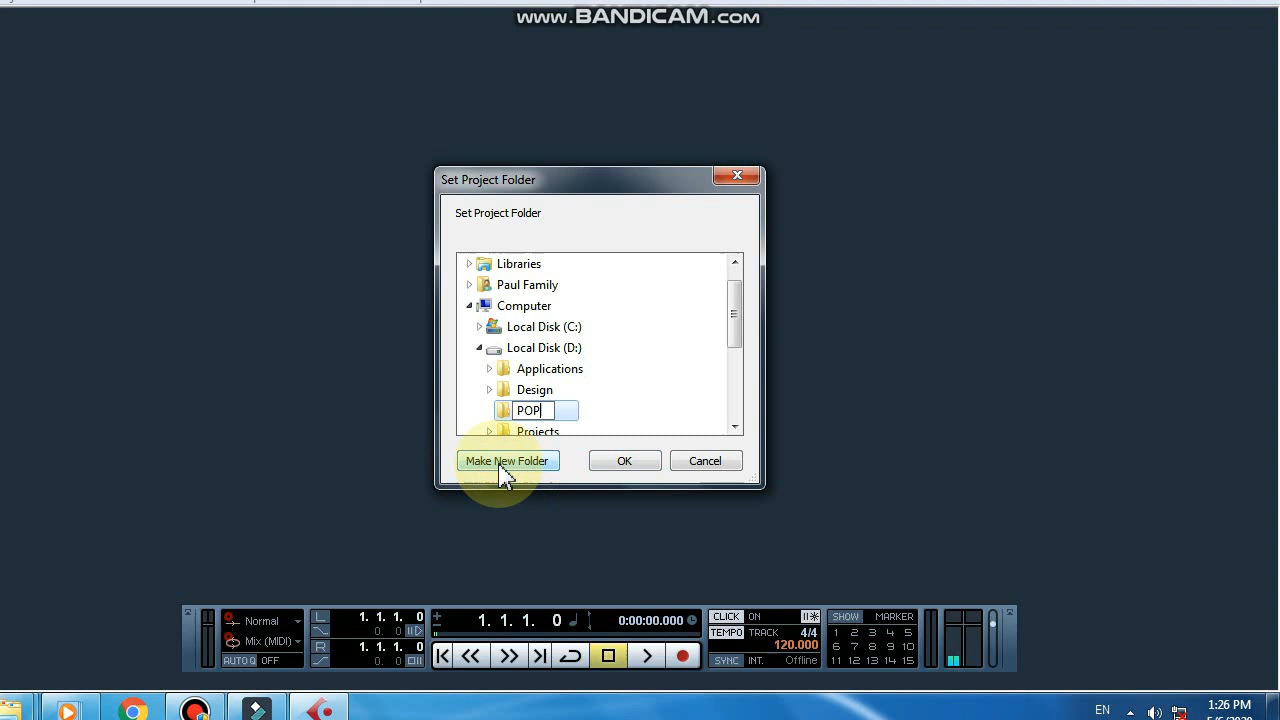 www.BANDICAM.com
Set Project Folder
Set Project Folder
Libraries
Paul Family
Computer
Local Disk (C:)
Local Disk (D:)
Applications
Design
POP
Projects
Make New Folder
OK
Cancel
Normal
Mix (MIDI)
AUTO Q OFF
L
1. 1. 1. 0
0. 0
R
1. 1. 1. 0
0. 0
1. 1. 1. 0
0:00:00.000
CLICK ON
TEMPO TRACK 4/4
120.000
SYNC INT. Offline
SHOW MARKER
1 2 3 4 5
6 7 8 9 10
11 12 13 14 15
EN
1:26 PM